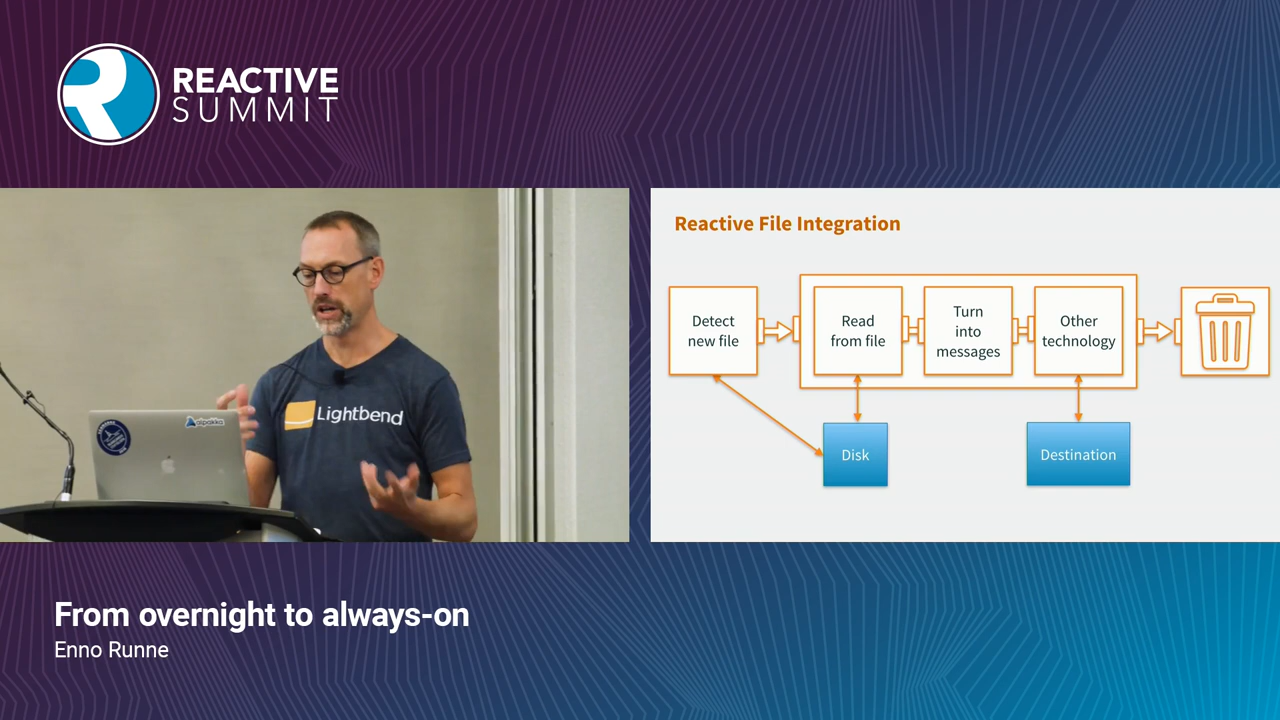 REACTIVE
SUMMIT
Lightbend
alpakka
Reactive File Integration
Detect
new file
Read
from file
Turn
into
messages
Other
technology
Disk
Destination
From overnight to always-on
Enno Runne